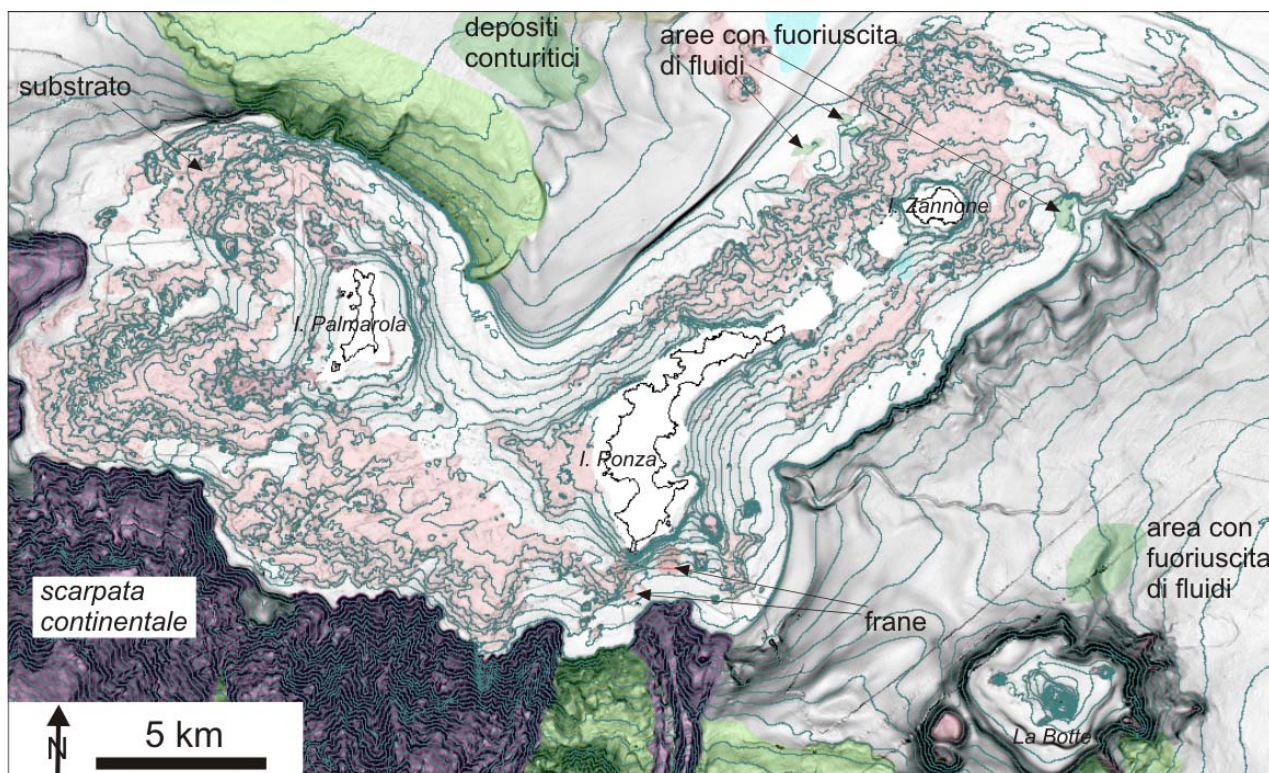 depositi
conturitici
aree con fuoriuscita
di fluidi
substrato
I. Zannone
I. Palmarola
I. Ponza
area con
fuoriuscita
di fluidi
scarpata
continentale
frane
N
5 km
La Botte